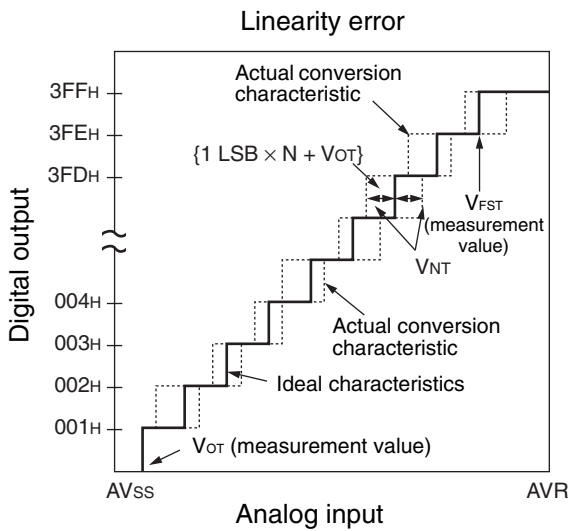 Linearity error
Actual conversion
characteristic
3FFH
3FEH
{1 LSB × N + VOT}
3FDH
VFST
(measurement
value)
VNT
Digital output
004H
Actual conversion
characteristic
003H
Ideal characteristics
002H
001H
VOT (measurement value)
AVSS
AVR
Analog input